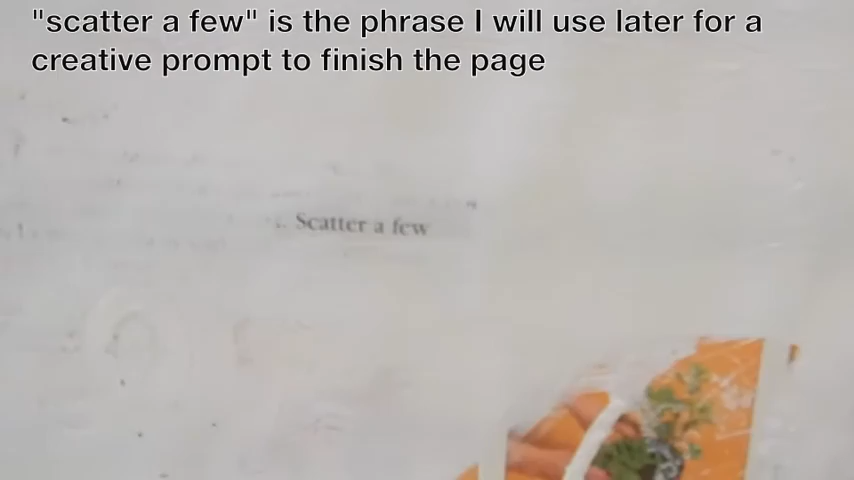 "scatter a few" is the phrase I will use later for a
creative prompt to finish the page
Scatter a few